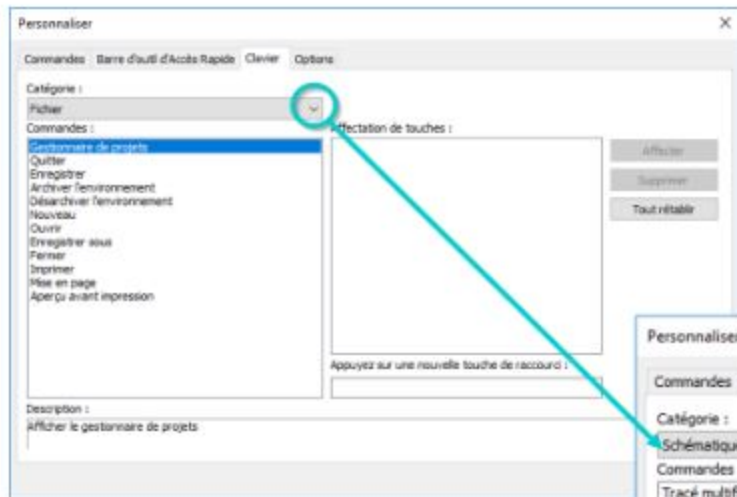 Personnaliser
Commandes Barre d'outil d'Accès Rapide Clavier Options
Catégorie :
Fichier
Commandes : Affectation de touches :
Gestionnaire de projets
Quitter
Enregistrer
Archiver l'environnement
Désarchiver l'environnement
Nouveau
Ouvrir
Enregistrer sous
Fermer
Imprimer
Mise en page
Aperçu avant impression
Affecter
Supprimer
Tout rétablir
Appuyez sur une nouvelle touche de raccourci :
Description :
Afficher le gestionnaire de projets
Personnaliser
Commandes
Catégorie :
Schématique
Commandes
Tracé multif